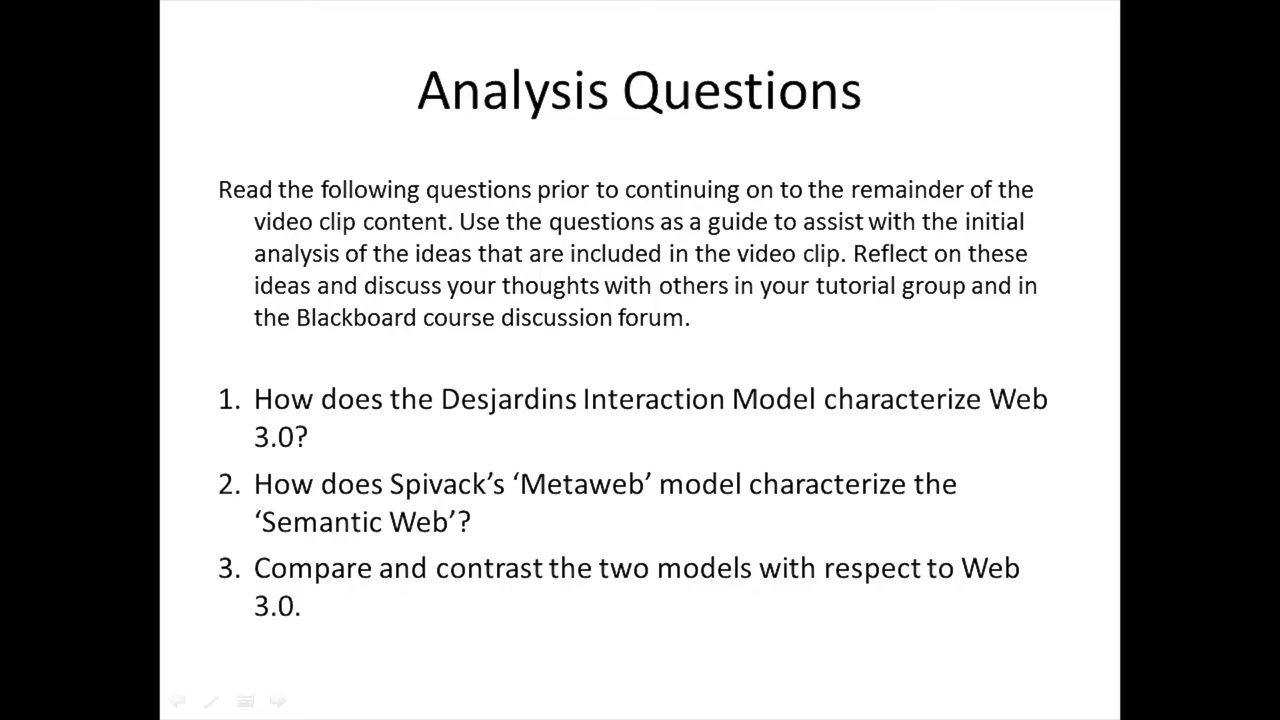 Analysis Questions
Read the following questions prior to continuing on to the remainder of the
video clip content. Use the questions as a guide to assist with the initial
analysis of the ideas that are included in the video clip. Reflect on these
ideas and discuss your thoughts with others in your tutorial group and in
the Blackboard course discussion forum.
1. How does the Desjardins Interaction Model characterize Web
3.0?
2. How does Spivack’s ‘Metaweb’ model characterize the
‘Semantic Web’?
3. Compare and contrast the two models with respect to Web
3.0.